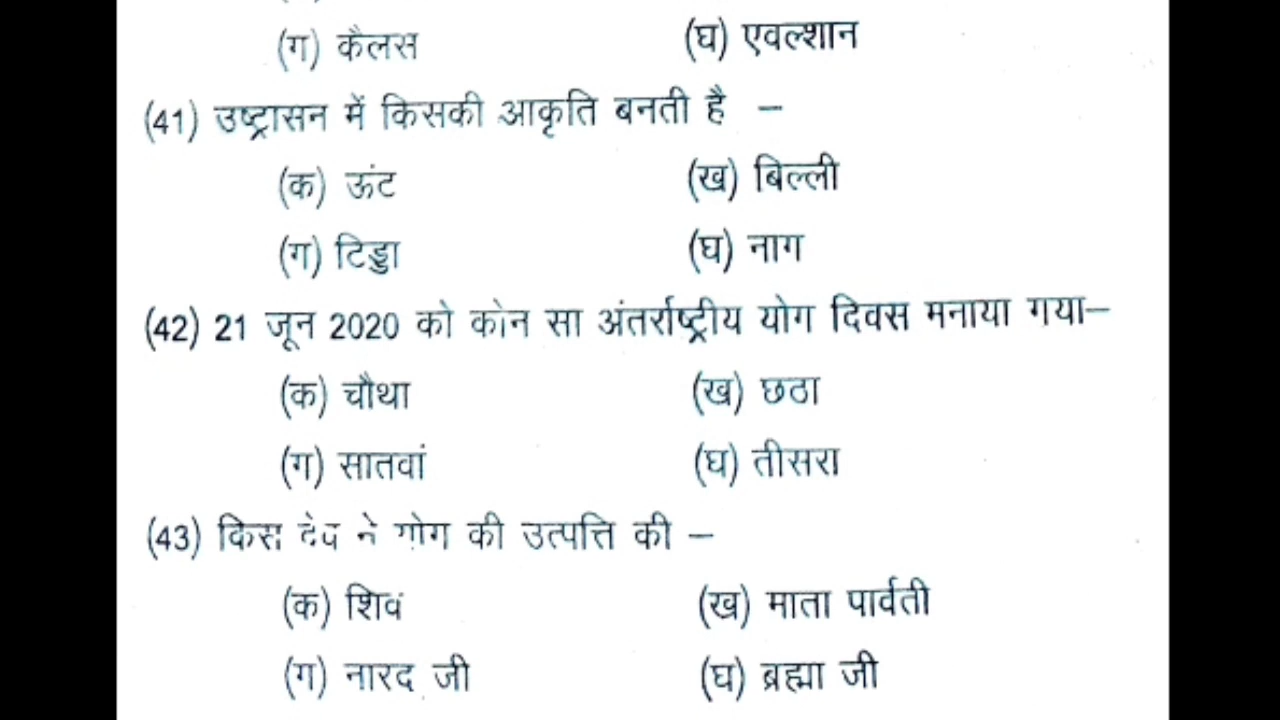 (ग) कैलस (घ) एवल्शान
(41) उष्ट्रासन में किसकी आकृति बनती है –
(क) ऊंट (ख) बिल्ली
(ग) टिड्डा (घ) नाग
(42) 21 जून 2020 को कोन सा अंतर्राष्ट्रीय योग दिवस मनाया गया–
(क) चौथा (ख) छठा
(ग) सातवां (घ) तीसरा
(43) किस देव ने योग की उत्पत्ति की –
(क) शिव (ख) माता पार्वती
(ग) नारद जी (घ) ब्रह्मा जी